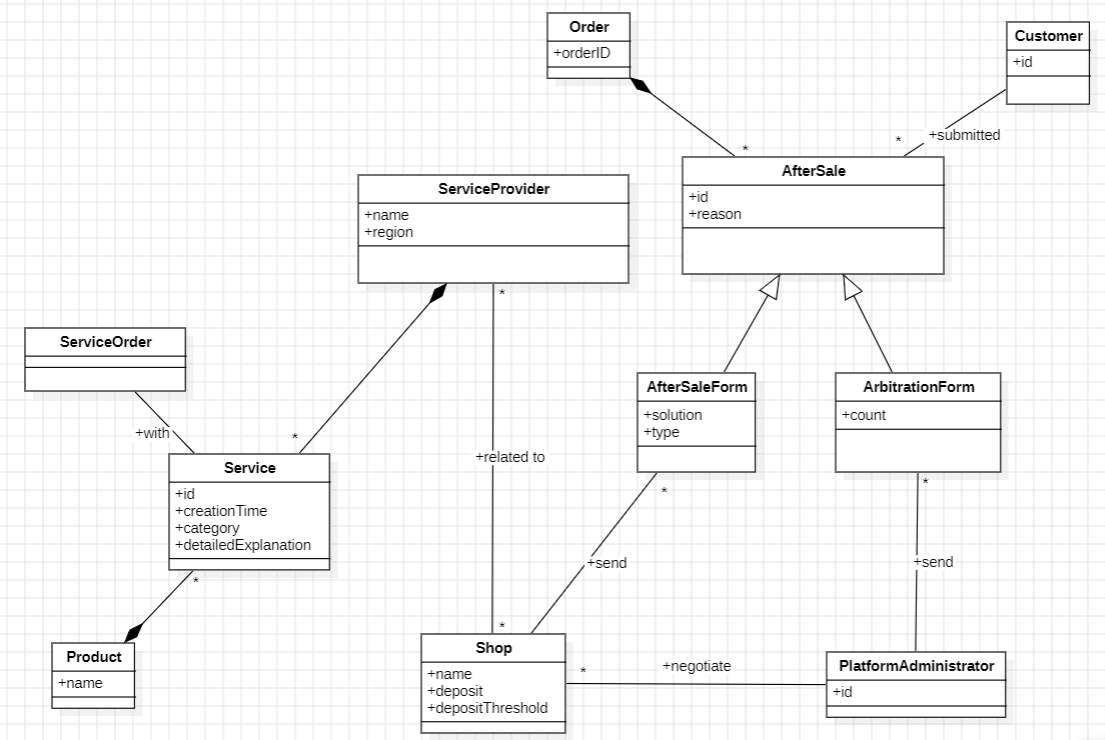 Order
+orderID
Customer
+id
+submitted
*
*
AfterSale
+id
+reason
ServiceProvider
+name
+region
*
ServiceOrder
+with
*
Service
+id
+creationTime
+category
+detailedExplanation
*
Product
+name
+related to
*
AfterSaleForm
+solution
+type
*
ArbitrationForm
+count
*
+send
+send
Shop
+name
+deposit
+depositThreshold
*
+negotiate
PlatformAdministrator
+id